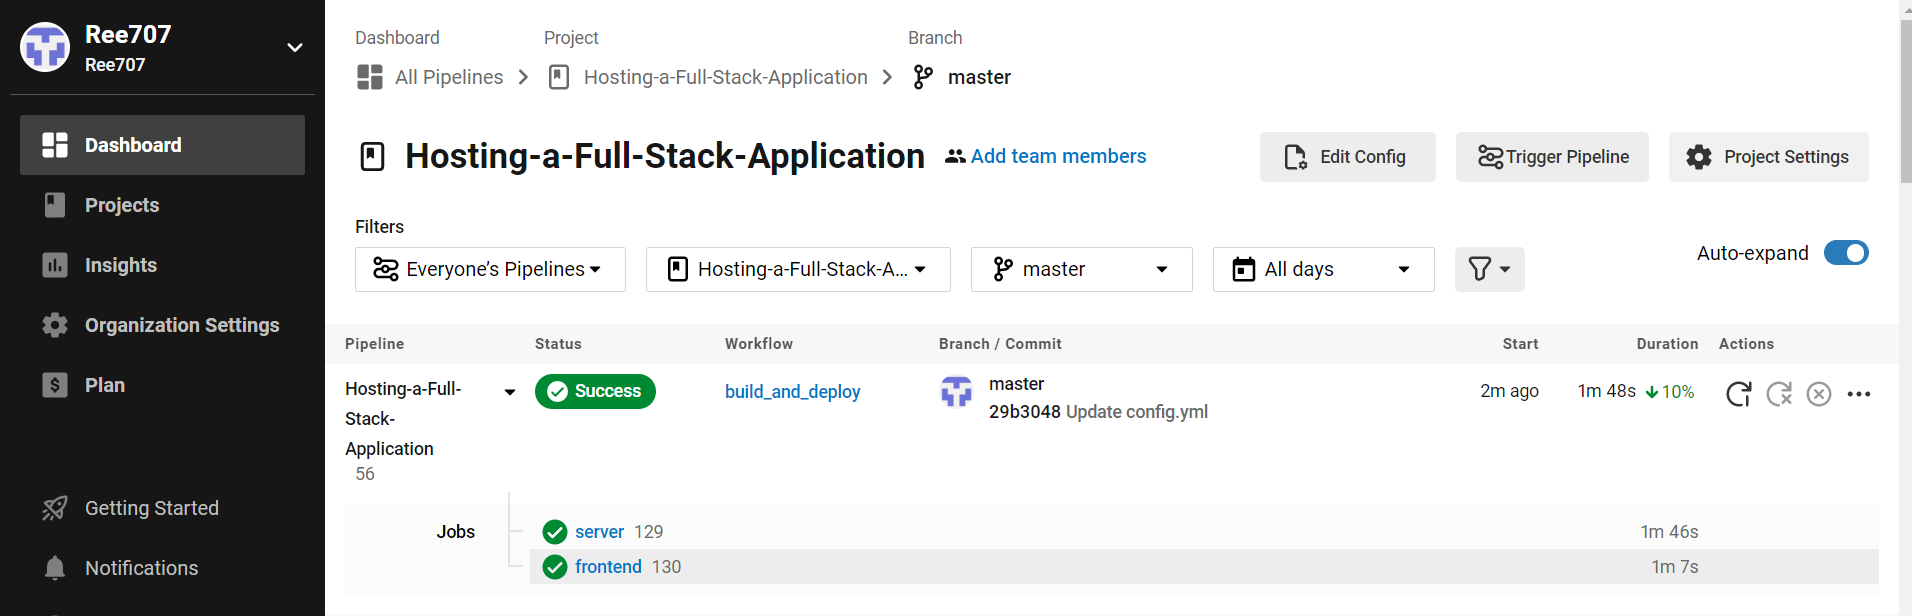 Ree707
Ree707
Dashboard
Projects
Insights
Organization Settings
Plan
Getting Started
Notifications
Dashboard Project Branch
All Pipelines Hosting-a-Full-Stack-Application master
Hosting-a-Full-Stack-Application Add team members Edit Config Trigger Pipeline Project Settings
Filters
Everyone’s Pipelines Hosting-a-Full-Stack-A... master All days Auto-expand
Pipeline Status Workflow Branch / Commit Start Duration Actions
Hosting-a-Full-
Stack-
Application
56
Success
build_and_deploy
master
29b3048 Update config.yml
2m ago
1m 48s 10%
Jobs server 129 1m 46s
frontend 130 1m 7s